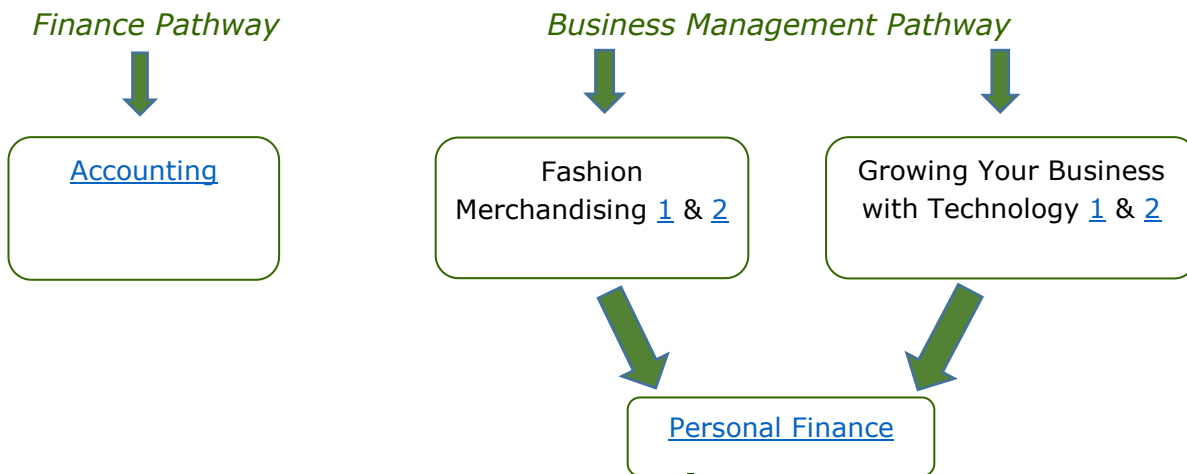 Finance Pathway
Business Management Pathway
Accounting
Fashion
Merchandising 1 & 2
Growing Your Business
with Technology 1 & 2
Personal Finance